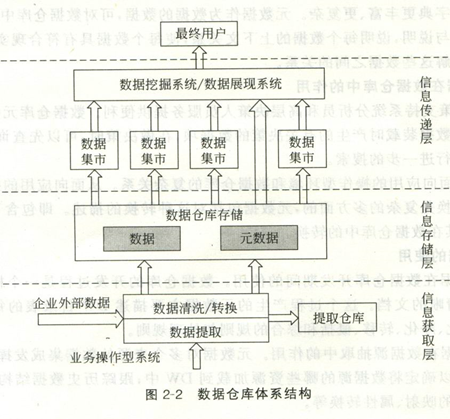 最终用户
数据挖掘系统/数据展现系统
信息传递层
数据集市
数据集市
数据集市
数据集市
数据仓库存储
数据
元数据
信息存储层
企业外部数据
数据清洗/转换
数据提取
提取仓库
信息获取层
业务操作型系统
图 2-2 数据仓库体系结构